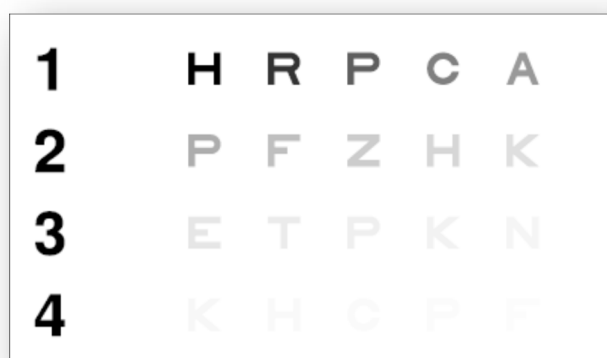 1 H R P C A
2 P F Z H K
3 E T P K N
4 K H C P F